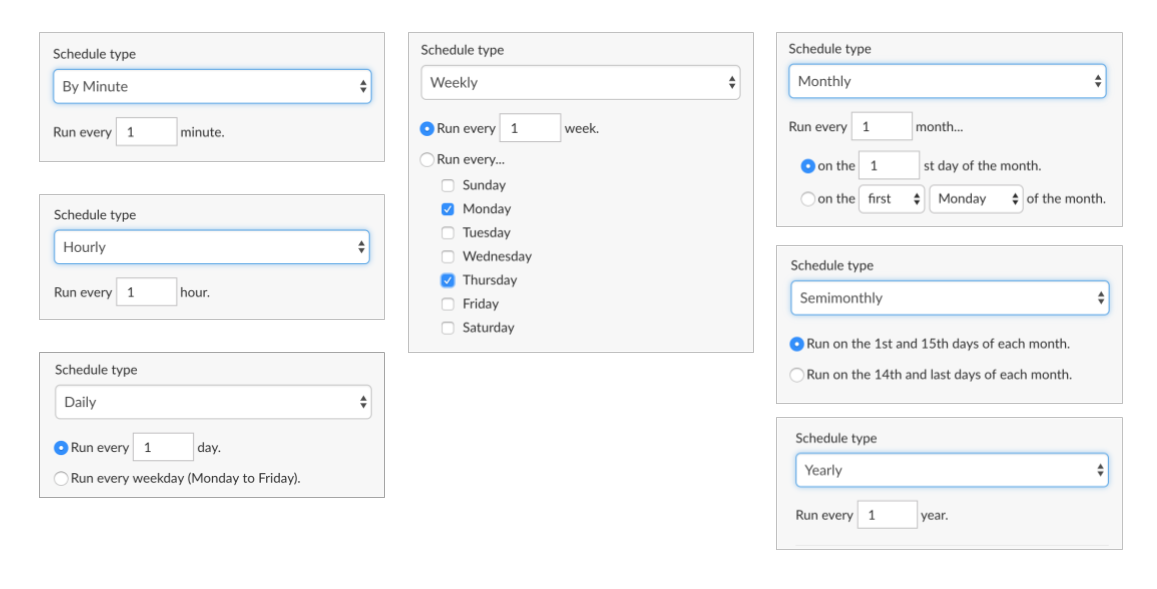 Schedule type
By Minute
Run every 1 minute.
Schedule type
Hourly
Run every 1 hour.
Schedule type
Daily
Run every 1 day.
Run every weekday (Monday to Friday).
Schedule type
Weekly
Run every 1 week.
Run every...
Sunday
Monday
Tuesday
Wednesday
Thursday
Friday
Saturday
Schedule type
Monthly
Run every 1 month...
on the 1 st day of the month.
on the first Monday of the month.
Schedule type
Semimonthly
Run on the 1st and 15th days of each month.
Run on the 14th and last days of each month.
Schedule type
Yearly
Run every 1 year.